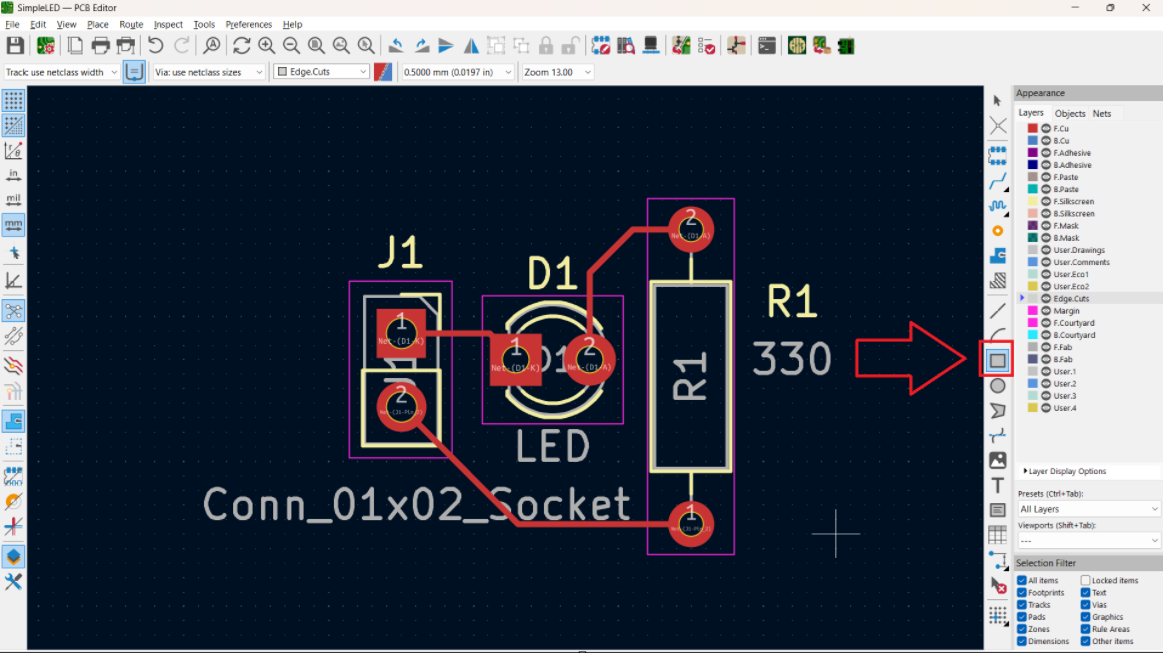 SimpleLED — PCB Editor
File Edit View Place Route Inspect Tools Preferences Help
Track: use netclass width Via: use netclass sizes Edge.Cuts 0.5000 mm (0.0197 in) Zoom 13.00
in
mil
mm
J1
1
Net-(D1-K)
J1
2
Conn_01x02_Socket
D1
1
Net-(D1-K)
D1
2
Net-(D1-A)
LED
2
Net-(D1-A)
R1
1
R1
330
Appearance
Layers Objects Nets
F.Cu
B.Cu
F.Adhesive
B.Adhesive
F.Paste
B.Paste
F.Silkscreen
B.Silkscreen
F.Mask
B.Mask
User.Drawings
User.Comments
User.Eco1
User.Eco2
Edge.Cuts
Margin
F.Courtyard
B.Courtyard
F.Fab
B.Fab
User.1
User.2
User.3
User.4
Layer Display Options
Presets (Ctrl+Tab):
All Layers
Viewports (Shift+Tab):
---
Selection Filter
All items Locked items
Footprints Text
Tracks Vias
Pads Graphics
Zones Rule Areas
Dimensions Other items